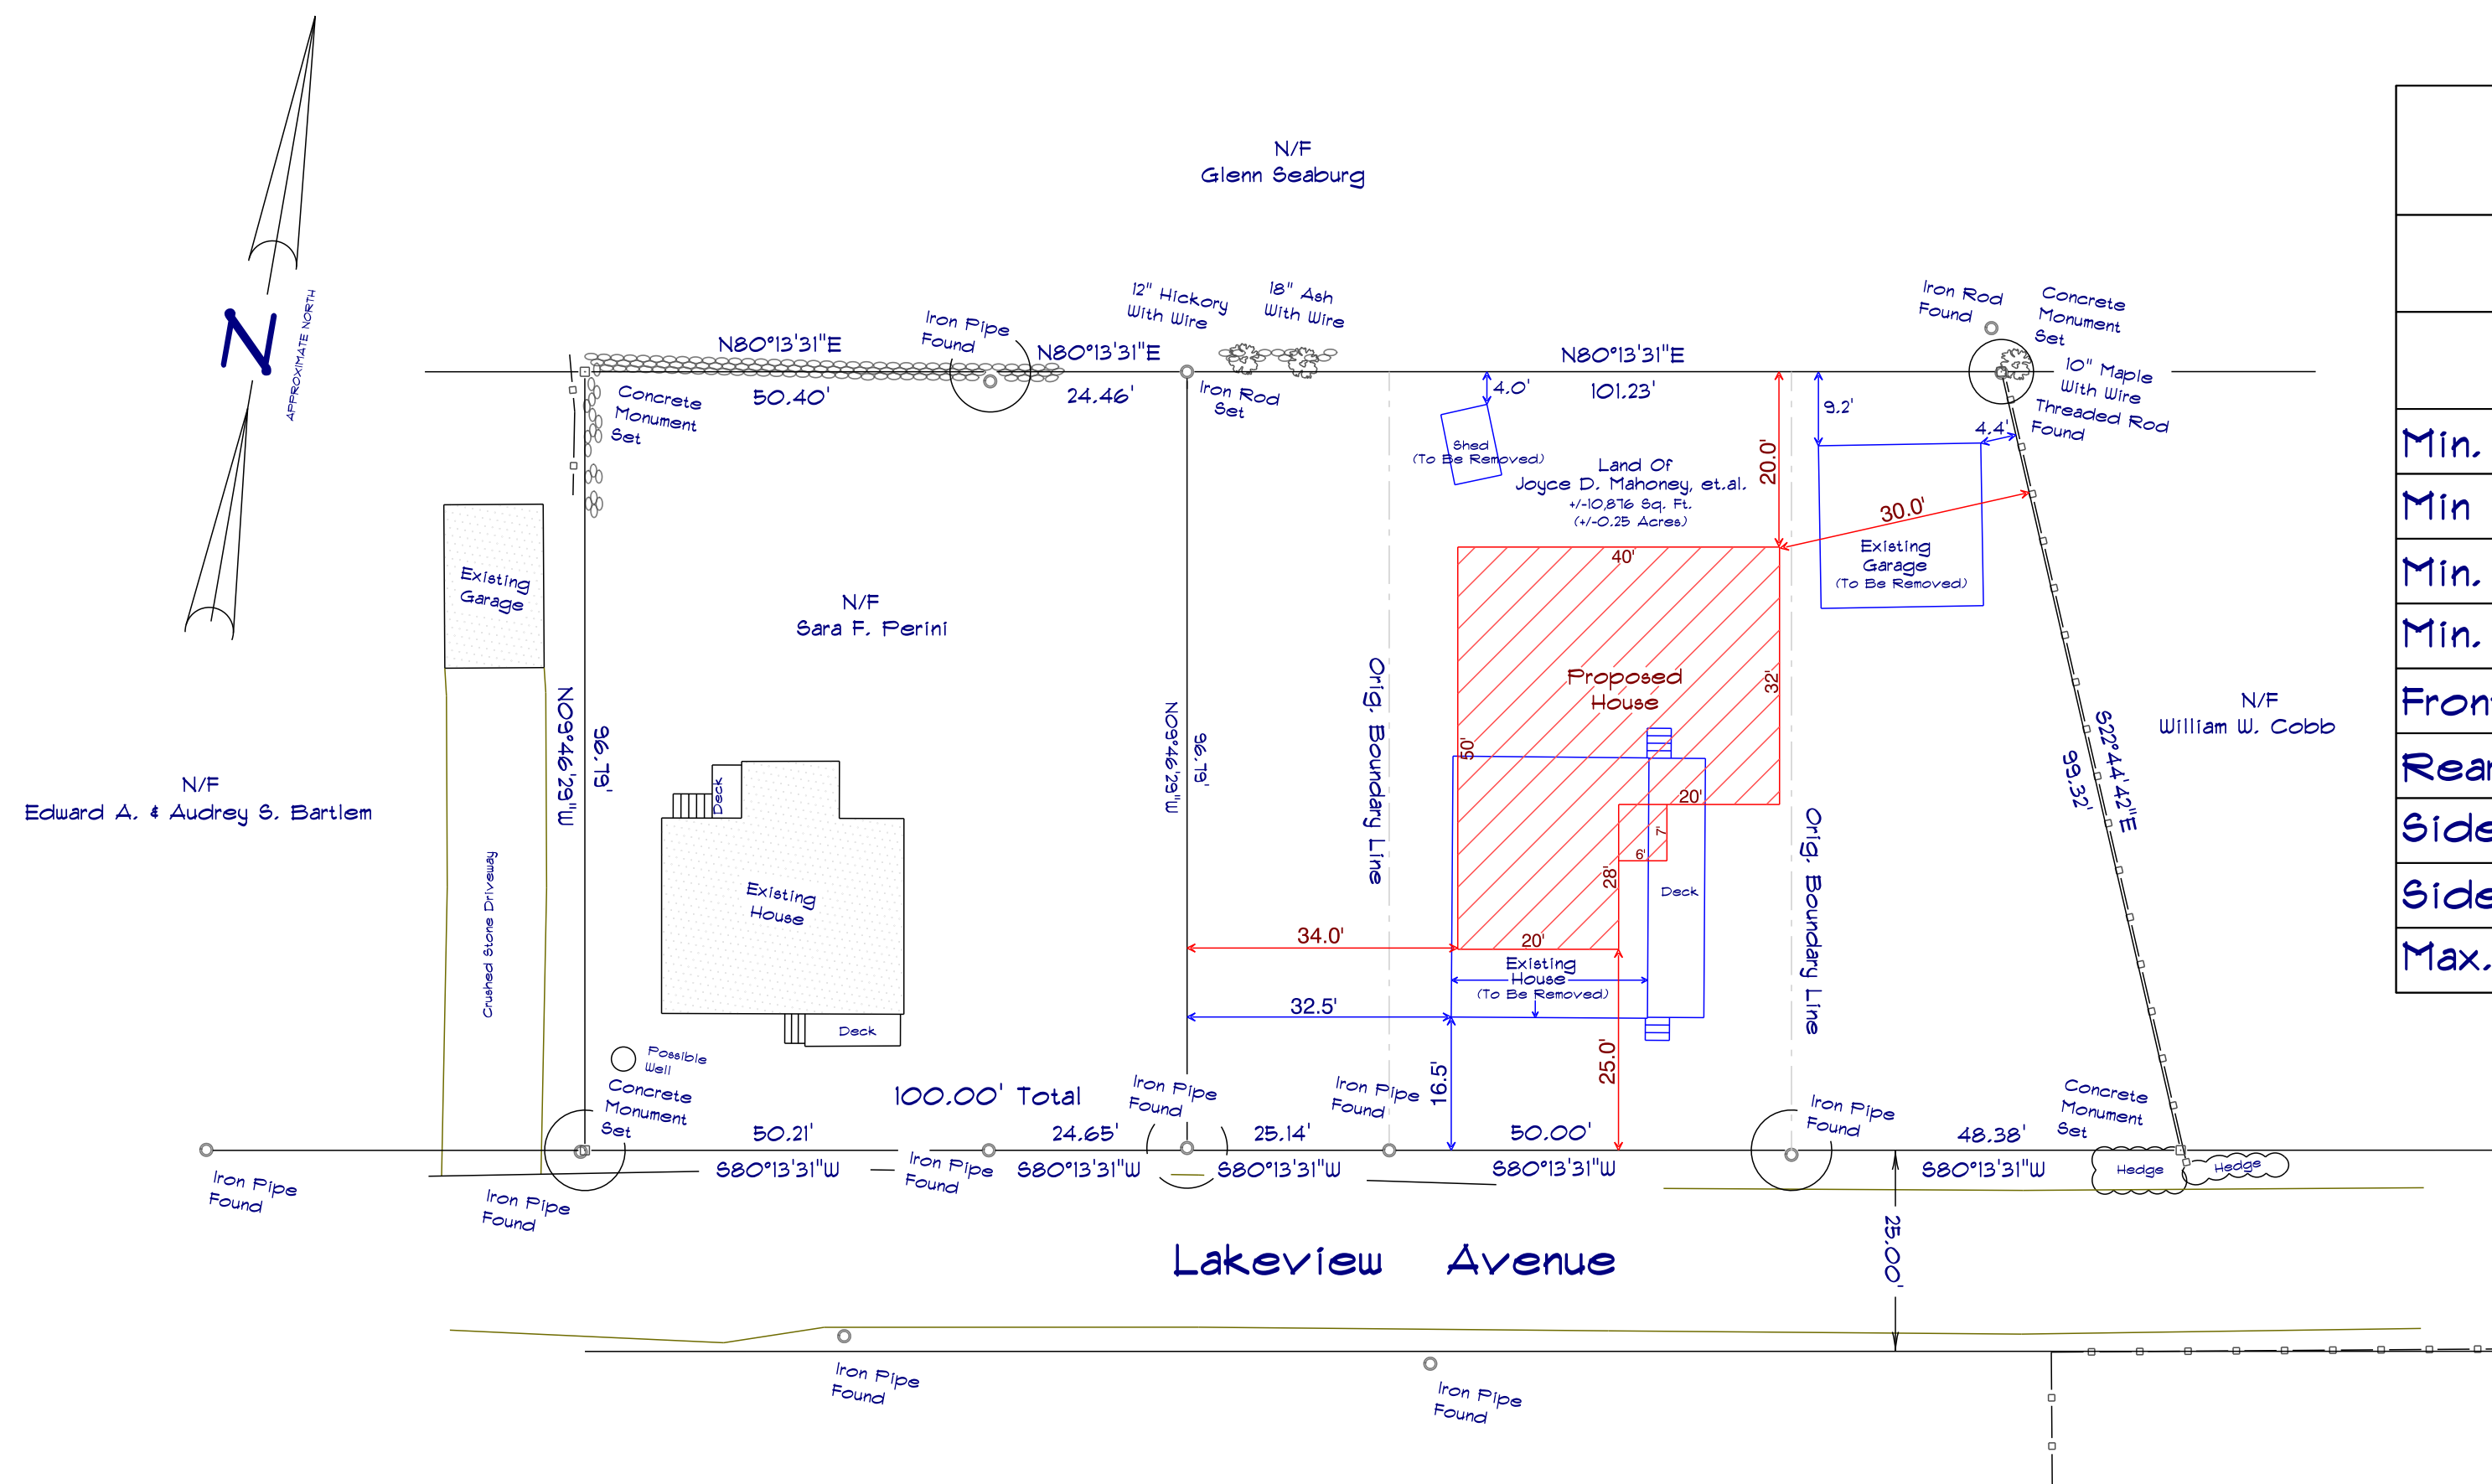 N/F
Glenn Seaburg
N
APPROXIMATE NORTH
12" Hickory
With Wire
18" Ash
With Wire
Iron Rod
Found
Concrete
Monument
Set
Iron Pipe
Found
N80°13'31"E
50.40'
N80°13'31"E
24.46'
N80°13'31"E
101.23'
10" Maple
With Wire
Threaded Rod
Found
Concrete
Monument
Set
Iron Rod
Set
4.0'
9.2'
4.4'
Shed
(To Be Removed)
Land Of
Joyce D. Mahoney, et.al.
+/-10,876 Sq. Ft.
(+/-0.25 Acres)
20.0'
30.0'
Existing
Garage
(To Be Removed)
40'
Existing
Garage
N/F
Sara F. Perini
Proposed
House
32'
50'
20'
7'
6'
28'
20'
Deck
N/F
William W. Cobb
S22°44'42"E
99.32'
N/F
Edward A. & Audrey S. Bartlem
N09°46'29"W
96.79'
N09°46'29"W
96.79'
Orig. Boundary Line
Orig. Boundary Line
Crushed Stone Driveway
Deck
Existing
House
Deck
34.0'
Existing
House
(To Be Removed)
32.5'
16.5'
25.0'
Possible
Well
Concrete
Monument
Set
100.00' Total
Iron Pipe
Found
Iron Pipe
Found
Iron Pipe
Found
Concrete
Monument
Set
50.21'
S80°13'31"W
24.65'
S80°13'31"W
25.14'
S80°13'31"W
50.00'
S80°13'31"W
48.38'
S80°13'31"W
Hedge
Hedge
Iron Pipe
Found
Iron Pipe
Found
Iron Pipe
Found
Lakeview Avenue
25.00'
Iron Pipe
Found
Iron Pipe
Found
Min.
Min
Min.
Min.
Fron
Rear
Side
Side
Max.